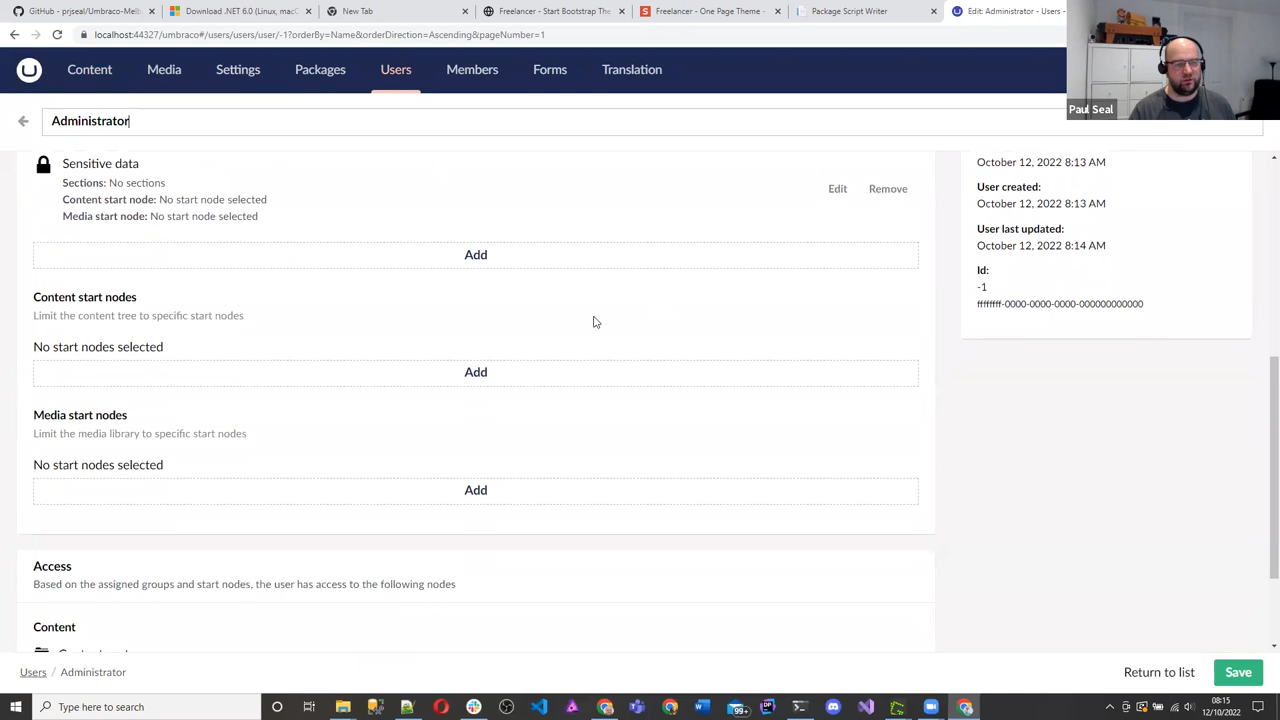 GitHub - prjseal/Umbraco-Melb
Download .NET 6.0 (Linux, macO
New Tab
Freelancer - Start Bootstrap The
Freelancer - One Page Theme -
Package Script Writer
Edit: Administrator - Users -
localhost:44327/umbraco#/users/users/user/-1?orderBy=Name&orderDirection=Ascending&pageNumber=1
Content Media Settings Packages Users Members Forms Translation
Paul Seal
Administrator
Sensitive data
Sections: No sections
Content start node: No start node selected
Media start node: No start node selected
Edit Remove
Add
Content start nodes
Limit the content tree to specific start nodes
No start nodes selected
Add
Media start nodes
Limit the media library to specific start nodes
No start nodes selected
Add
Access
Based on the assigned groups and start nodes, the user has access to the following nodes
Content
October 12, 2022 8:13 AM
User created:
October 12, 2022 8:13 AM
User last updated:
October 12, 2022 8:14 AM
Id:
-1
ffffffff-0000-0000-0000-000000000000
Users / Administrator
Return to list
Save
Type here to search
99+
08:15
12/10/2022